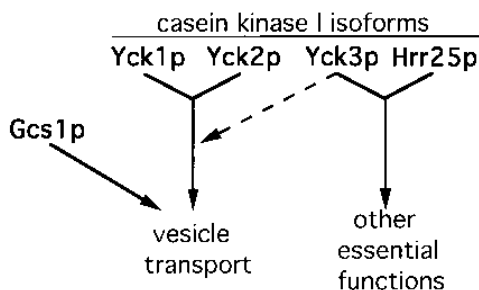 casein kinase I isoforms
Yck1p Yck2p Yck3p Hrr25p
Gcs1p
vesicle
transport
other
essential
functions